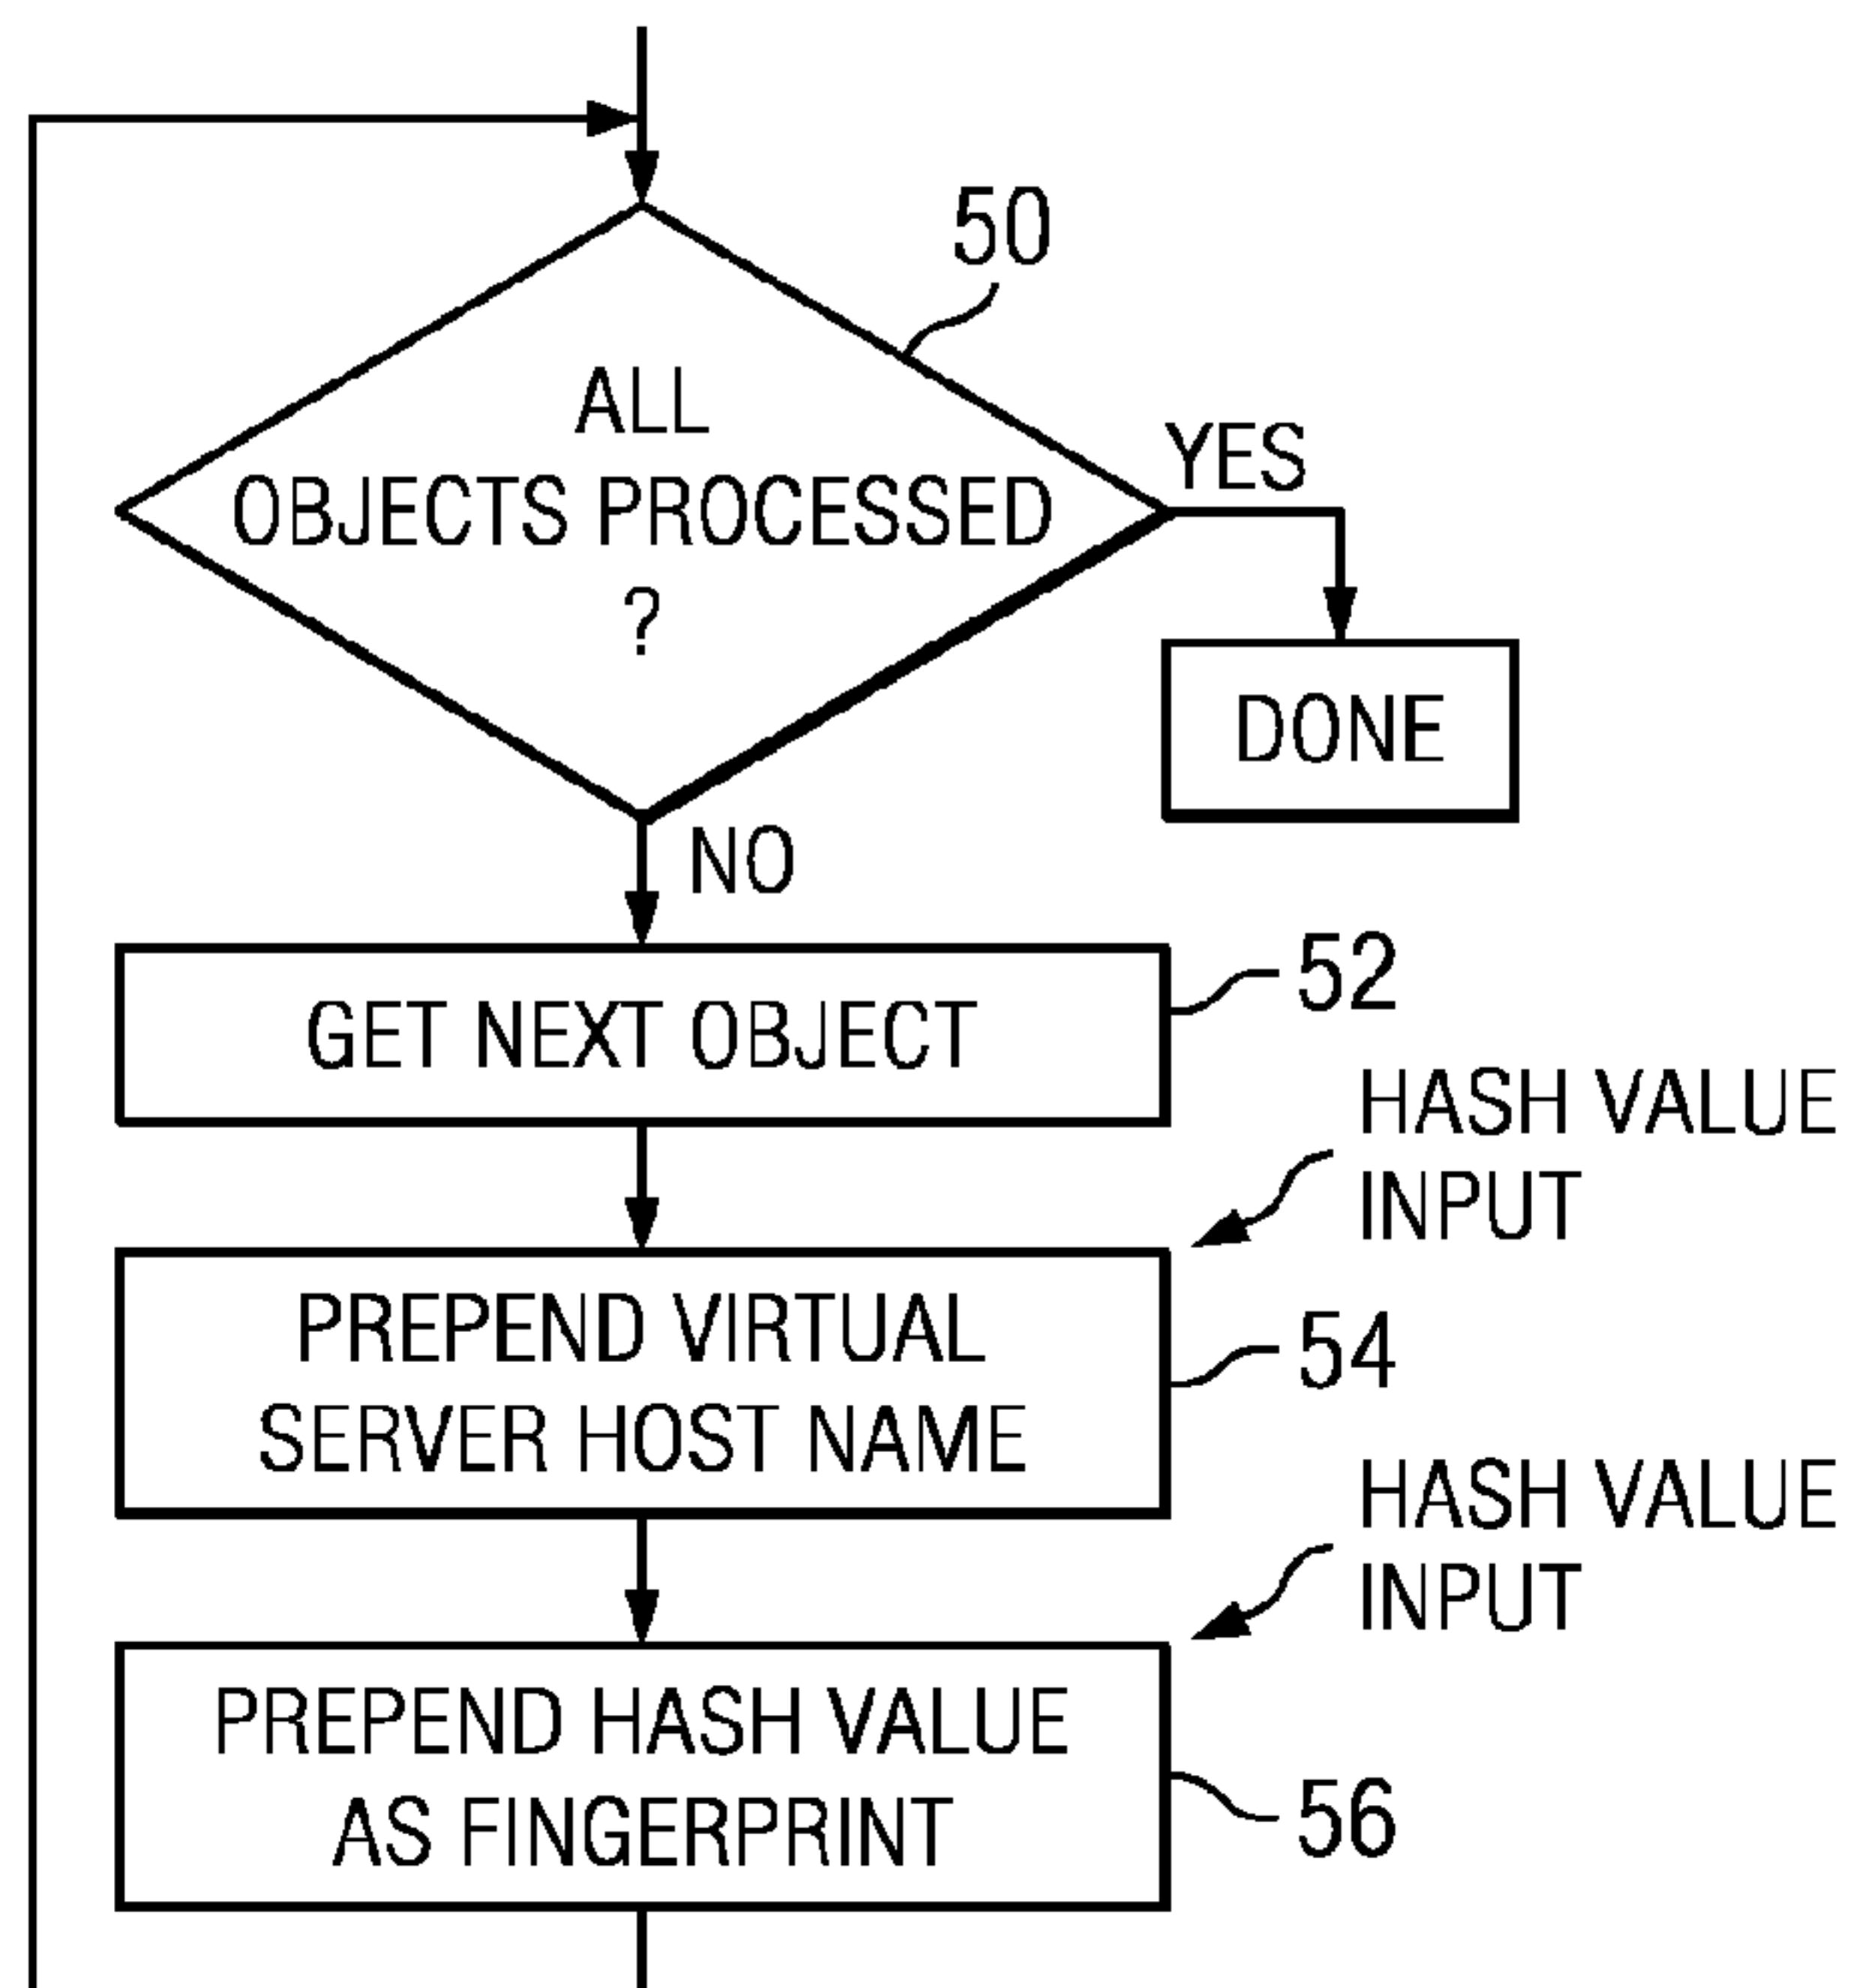 50
ALL
OBJECTS PROCESSED
?
YES
DONE
NO
GET NEXT OBJECT
52
HASH VALUE
INPUT
PREPEND VIRTUAL
SERVER HOST NAME
54
HASH VALUE
INPUT
PREPEND HASH VALUE
AS FINGERPRINT
56